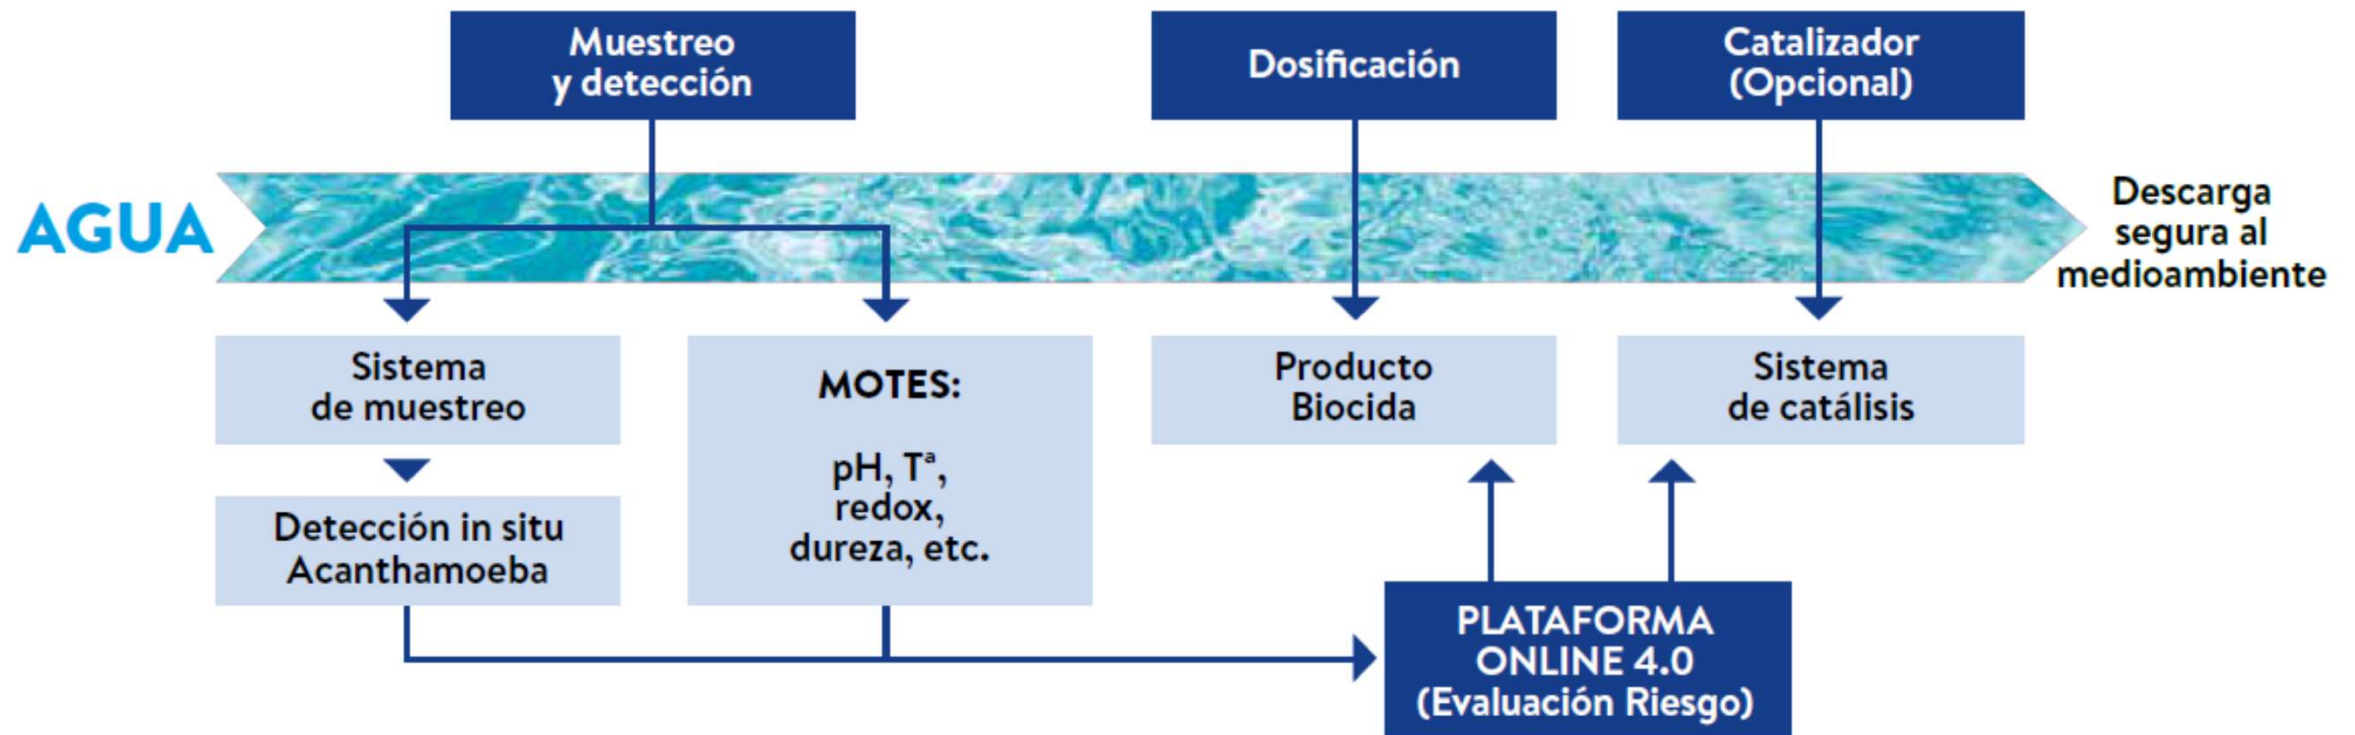 Muestreo
y detección
Dosificación
Catalizador
(Opcional)
AGUA
Descarga
segura al
medioambiente
Sistema
de muestreo
MOTES:
pH, Tª,
redox,
dureza, etc.
Producto
Biocida
Sistema
de catálisis
Detección in situ
Acanthamoeba
PLATAFORMA
ONLINE 4.0
(Evaluación Riesgo)